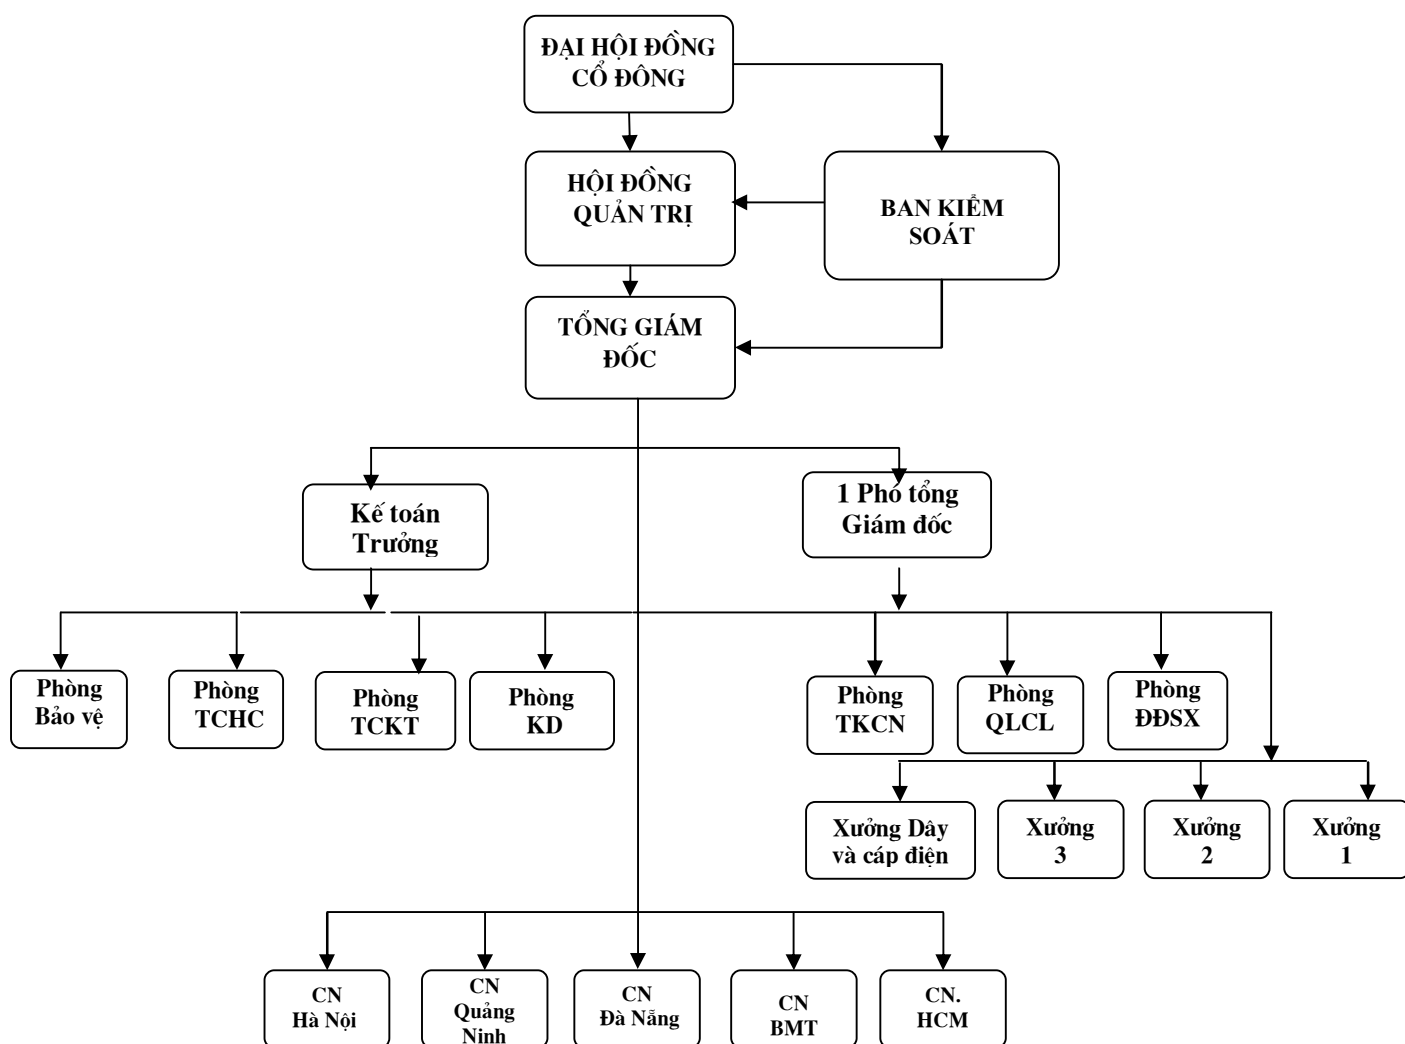 ĐẠI HỘI ĐỒNG
CỔ ĐÔNG
HỘI ĐỒNG
QUẢN TRỊ
BAN KIỂM
SOÁT
TỔNG GIÁM
ĐỐC
Kế toán
Trưởng
1 Phó tổng
Giám đốc
Phòng
Bảo vệ
Phòng
TCHC
Phòng
TCKT
Phòng
KD
Phòng
TKCN
Phòng
QLCL
Phòng
ĐĐSX
Xưởng Dây
và cáp điện
Xưởng
3
Xưởng
2
Xưởng
1
CN
Hà Nội
CN
Quảng
Ninh
CN
Đà Nẵng
CN
BMT
CN.
HCM